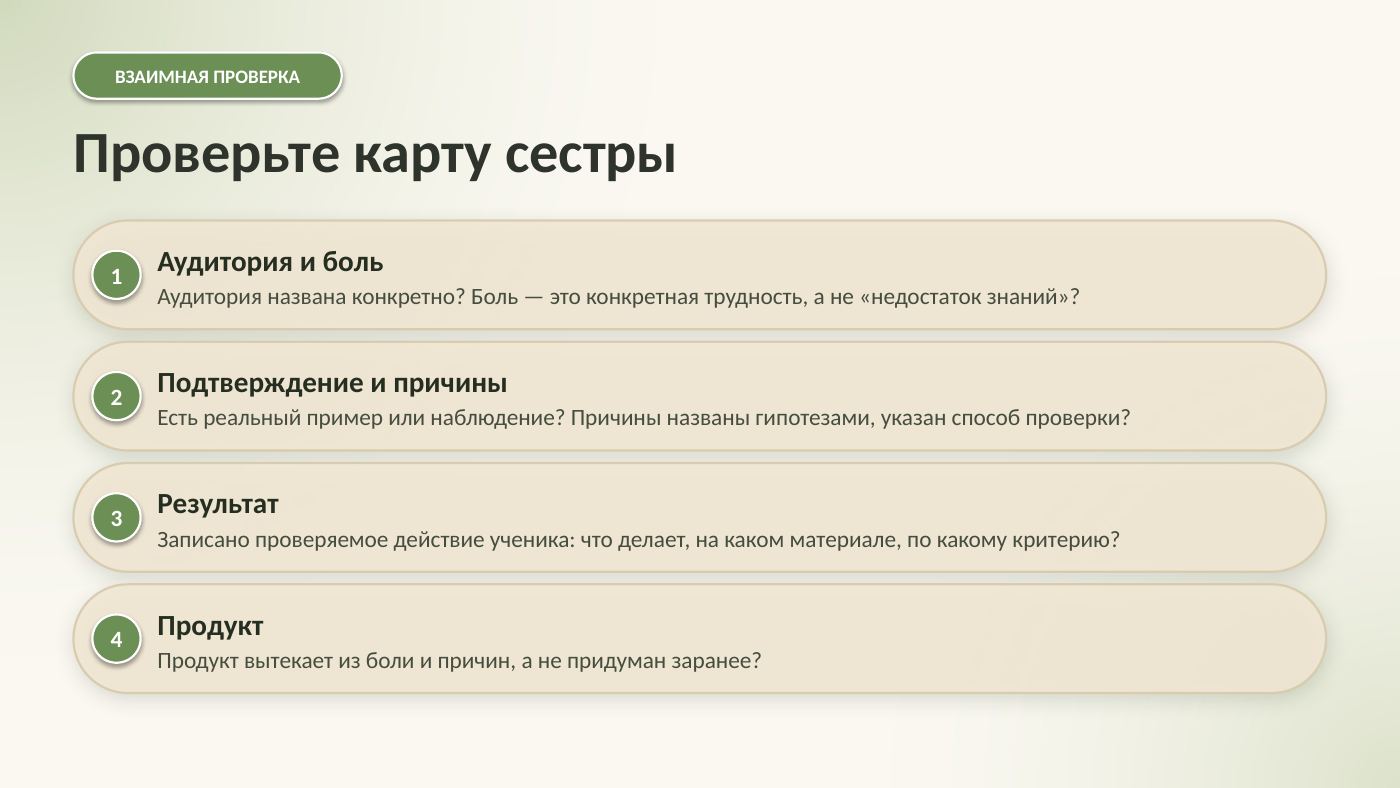 ВЗАИМНАЯ ПРОВЕРКА
Проверьте карту сестры
1
Аудитория и боль
Аудитория названа конкретно? Боль — это конкретная трудность, а не «недостаток знаний»?
2
Подтверждение и причины
Есть реальный пример или наблюдение? Причины названы гипотезами, указан способ проверки?
3
Результат
Записано проверяемое действие ученика: что делает, на каком материале, по какому критерию?
4
Продукт
Продукт вытекает из боли и причин, а не придуман заранее?